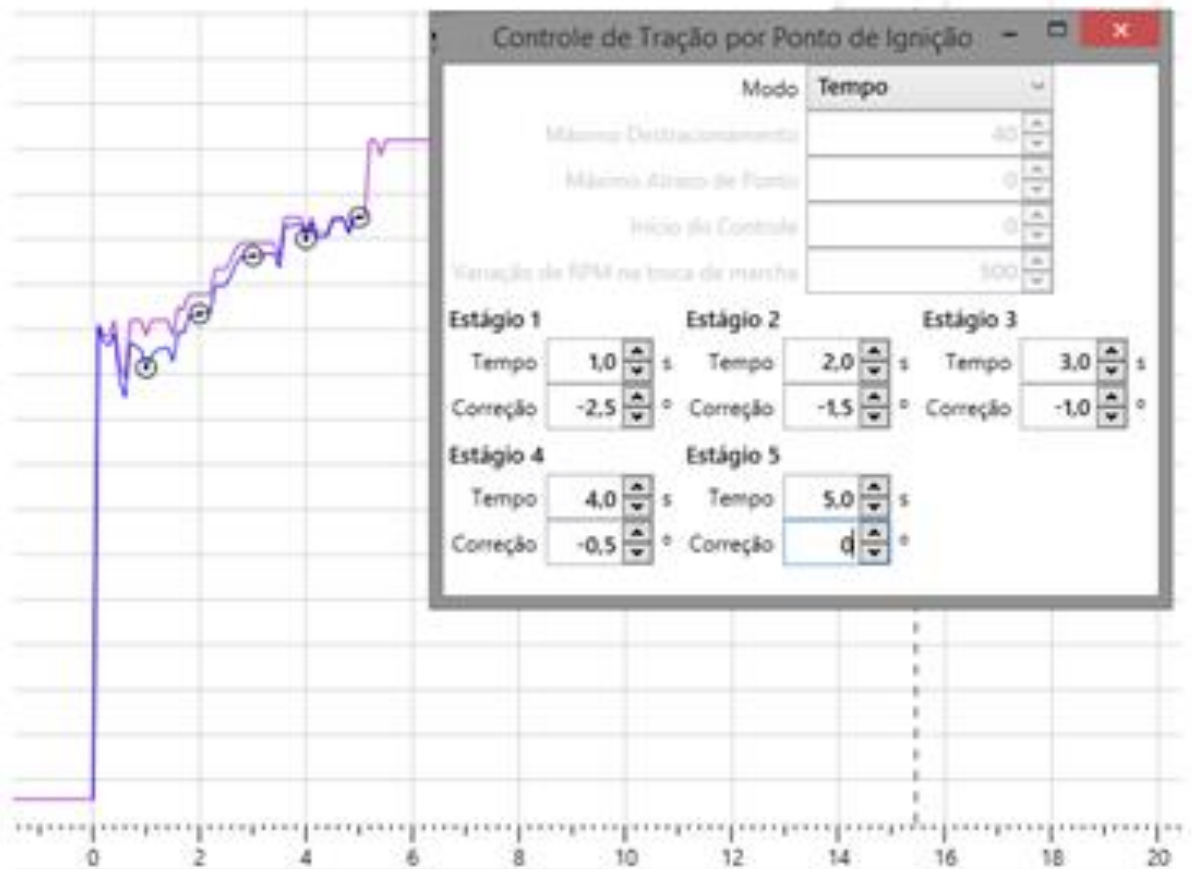 Controle de Tração por Ponto de Ignição
Modo Tempo
Máximo Destracionamento 40
Máximo Atraso de Ponto 0
Início do Controle 0
Variação de RPM na troca de marcha 500
Estágio 1 Estágio 2 Estágio 3
Tempo 1,0 s Tempo 2,0 s Tempo 3,0 s
Correção -2,5 ° Correção -1,5 ° Correção -1,0 °
Estágio 4 Estágio 5
Tempo 4,0 s Tempo 5,0 s
Correção -0,5 ° Correção 0 °
0 2 4 6 8 10 12 14 16 18 20